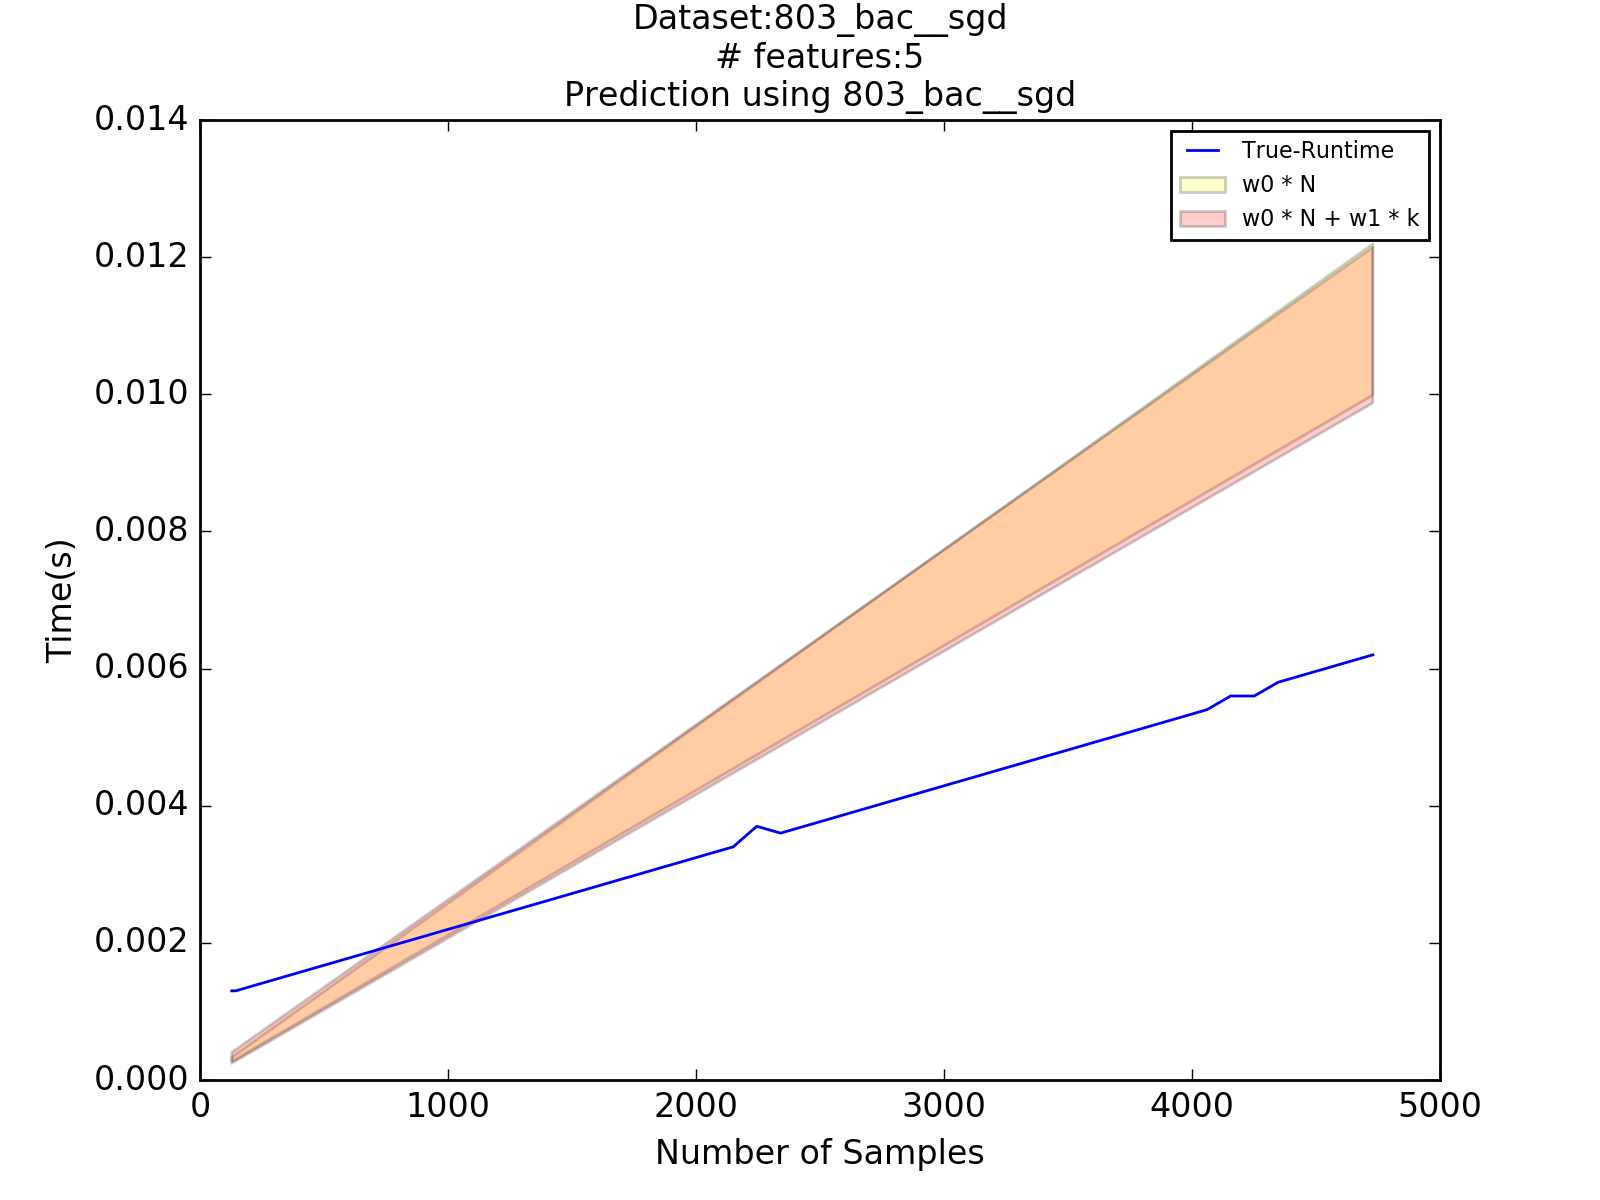 Dataset:803_bac__sgd
# features:5
Prediction using 803_bac__sgd
True-Runtime
w0 * N
w0 * N + w1 * k
0.014
0.012
0.010
0.008
0.006
0.004
0.002
0.000
Time(s)
0 1000 2000 3000 4000 5000
Number of Samples